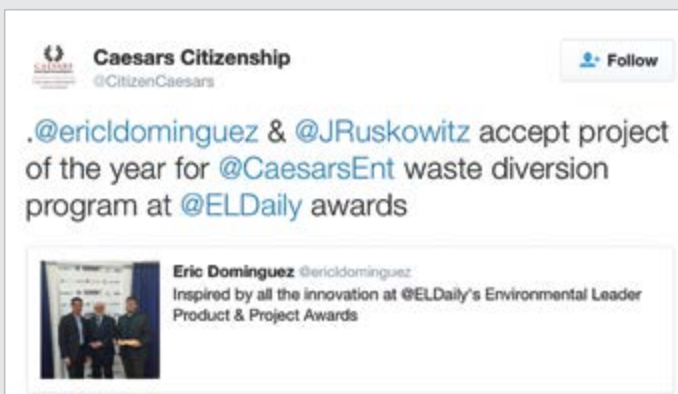 CAESARS
Caesars Citizenship
@CitizenCaesars
Follow
.@ericldominguez & @JRuskowitz accept project
of the year for @CaesarsEnt waste diversion
program at @ELDaily awards
Eric Dominguez @ericldominguez
Inspired by all the innovation at @ELDaily's Environmental Leader
Product & Project Awards